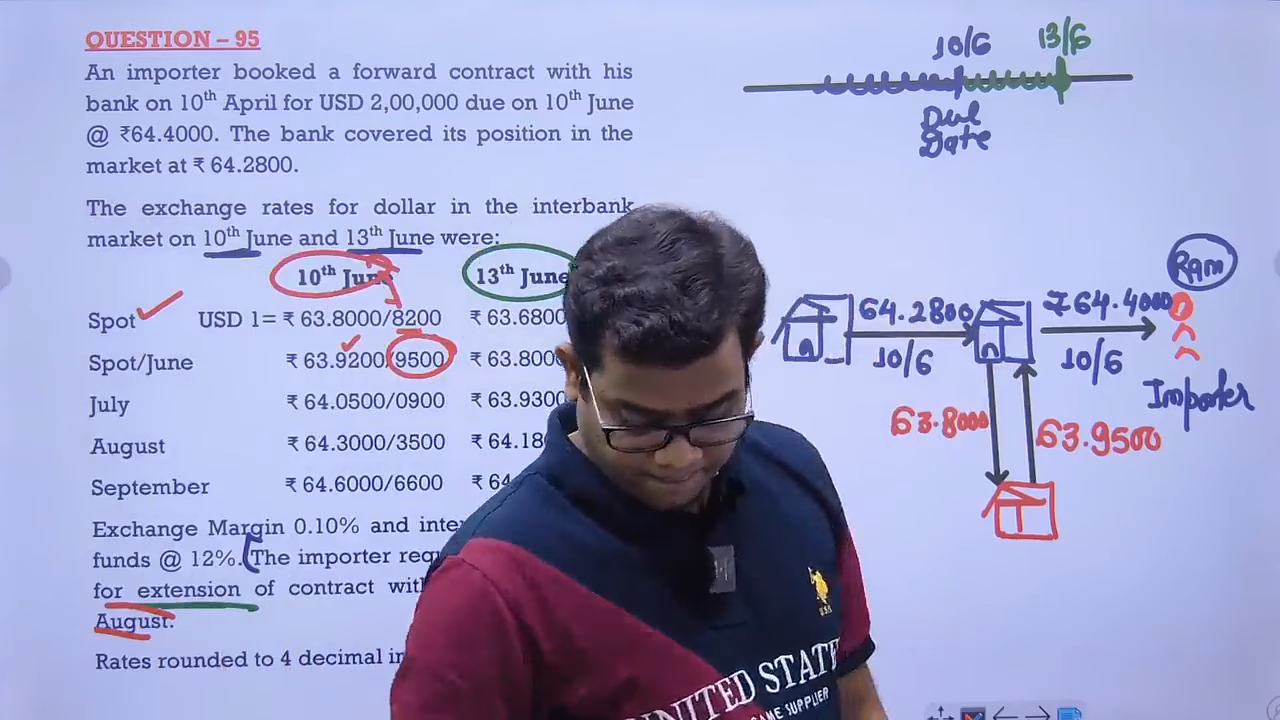 QUESTION – 95
An importer booked a forward contract with his
bank on 10th April for USD 2,00,000 due on 10th June
@ ₹64.4000. The bank covered its position in the
market at ₹ 64.2800.
The exchange rates for dollar in the interbank
market on 10th June and 13th June were:
10th June 13th June
Spot USD 1= ₹ 63.8000/8200 ₹ 63.6800
Spot/June ₹ 63.9200/9500 ₹ 63.800
July ₹ 64.0500/0900 ₹ 63.9300
August ₹ 64.3000/3500 ₹ 64.18
September ₹ 64.6000/6600 ₹ 64
Exchange Margin 0.10% and inte
funds @ 12%. The importer req
for extension of contract wit
August.
Rates rounded to 4 decimal in
10/6 13/6
Due
Date
Ram
64.2800 ₹64.4000
10/6 10/6
Importer
63.8000 63.9500
UNITED STATE
SUPPLIER